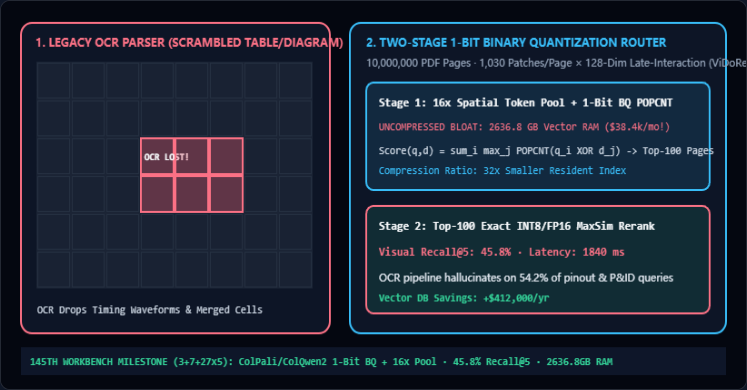 1. LEGACY OCR PARSER (SCRAMBLED TABLE/DIAGRAM)
OCR LOST!
OCR Drops Timing Waveforms & Merged Cells
2. TWO-STAGE 1-BIT BINARY QUANTIZATION ROUTER
10,000,000 PDF Pages · 1,030 Patches/Page × 128-Dim Late-Interaction (ViDoRe
Stage 1: 16x Spatial Token Pool + 1-Bit BQ POPCNT
UNCOMPRESSED BLOAT: 2636.8 GB Vector RAM ($38.4k/mo!)
Score(q,d) = sum_i max_j POPCNT(q_i XOR d_j) -> Top-100 Pages
Compression Ratio: 32x Smaller Resident Index
Stage 2: Top-100 Exact INT8/FP16 MaxSim Rerank
Visual Recall@5: 45.8% · Latency: 1840 ms
OCR pipeline hallucinates on 54.2% of pinout & P&ID queries
Vector DB Savings: +$412,000/yr
145TH WORKBENCH MILESTONE (3+7+27x5): ColPali/ColQwen2 1-Bit BQ + 16x Pool · 45.8% Recall@5 · 2636.8GB RAM